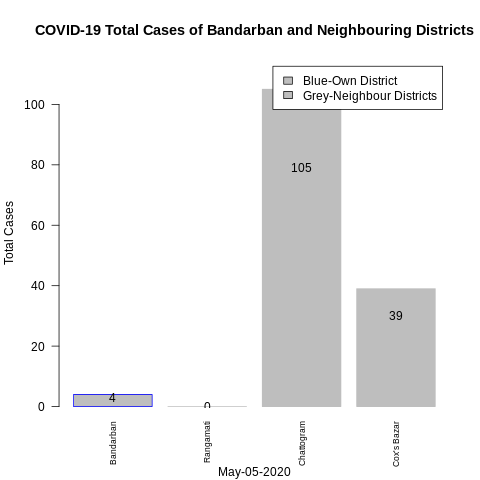 COVID-19 Total Cases of Bandarban and Neighbouring Districts
Blue-Own District
Grey-Neighbour Districts
Total Cases
100
80
60
40
20
0
4
0
105
39
Bandarban
Rangamati
Chattogram
Cox's Bazar
May-05-2020